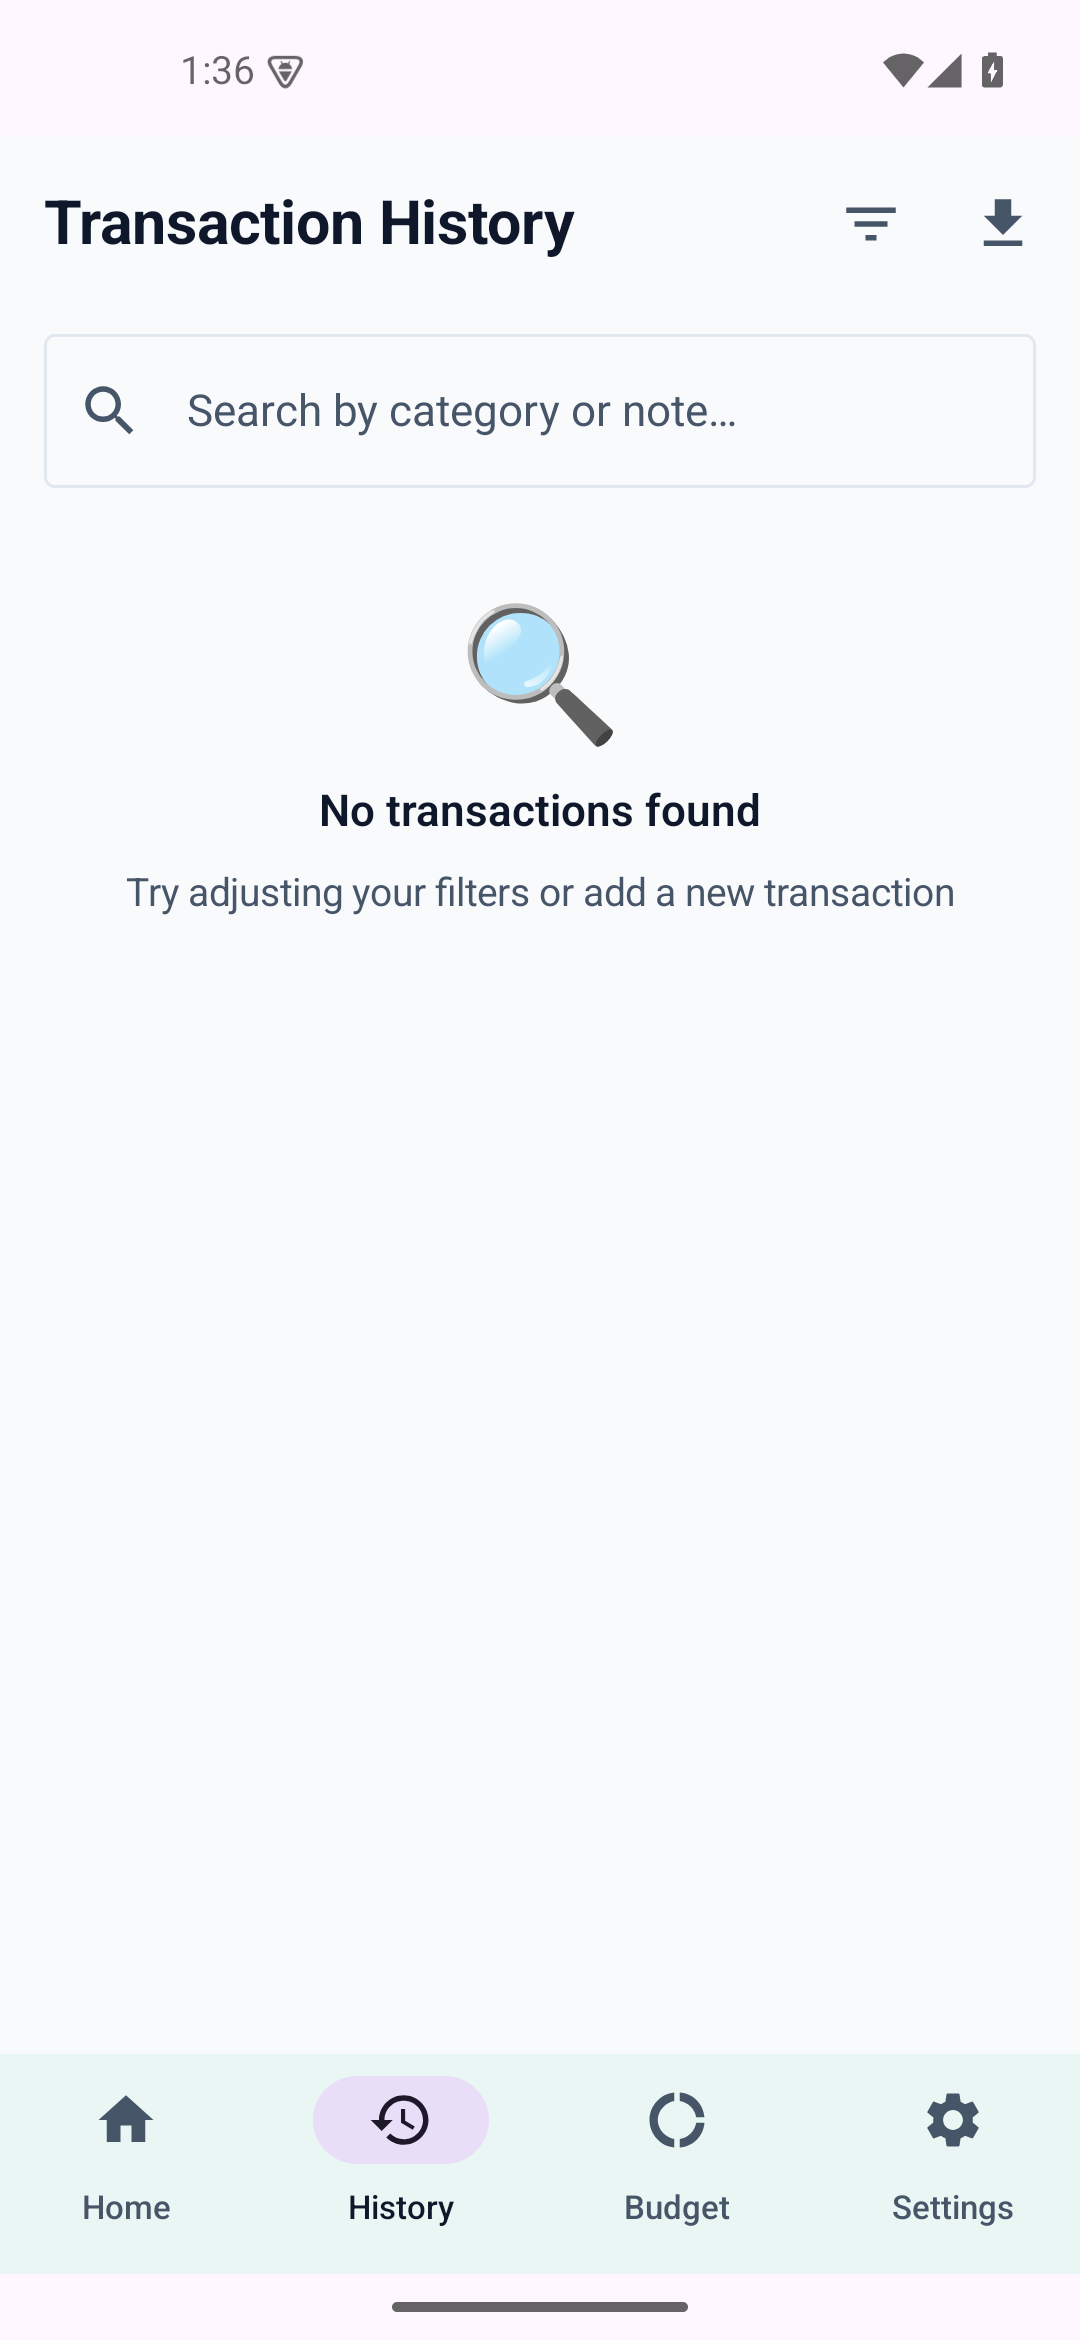 1:36
Transaction History
Search by category or note...
No transactions found
Try adjusting your filters or add a new transaction
Home
History
Budget
Settings